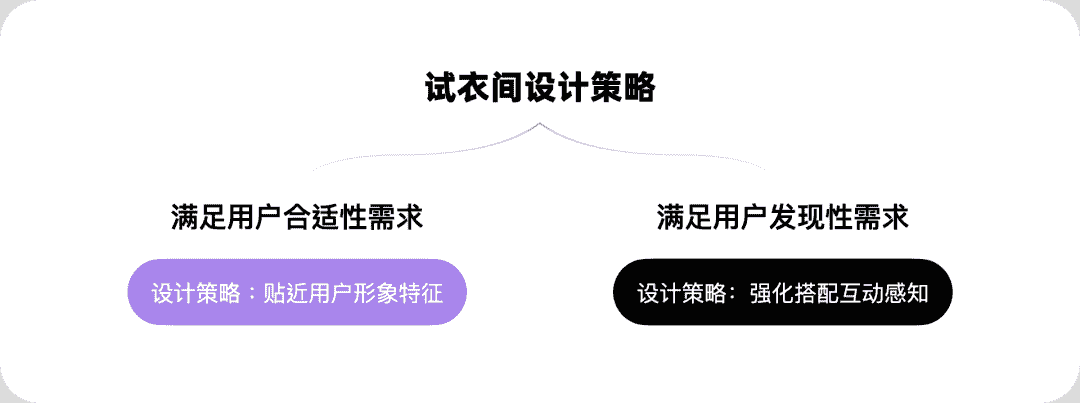 试衣间设计策略
满足用户合适性需求
满足用户发现性需求
设计策略：贴近用户形象特征
设计策略：强化搭配互动感知